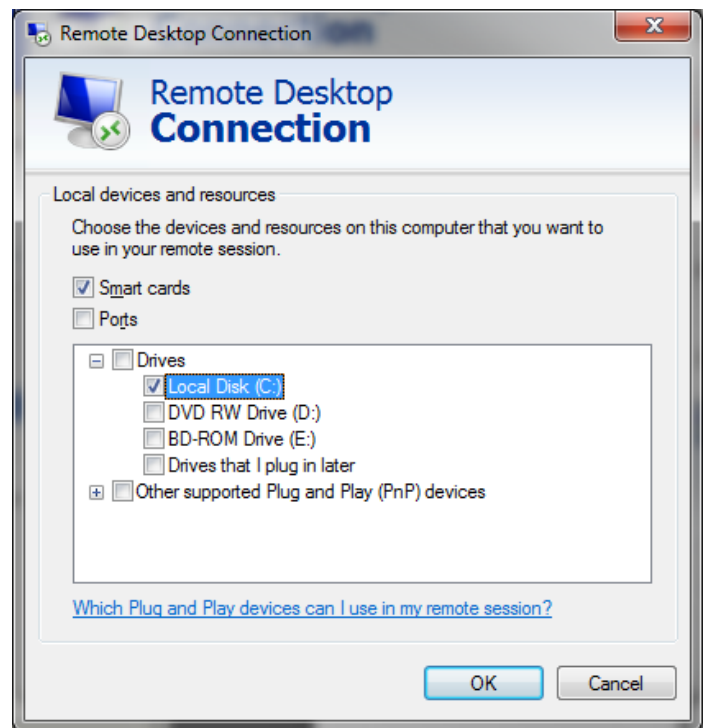 Remote Desktop Connection
Remote Desktop
Connection
Local devices and resources
Choose the devices and resources on this computer that you want to
use in your remote session.
Smart cards
Ports
Drives
Local Disk (C:)
DVD RW Drive (D:)
BD-ROM Drive (E:)
Drives that I plug in later
Other supported Plug and Play (PnP) devices
Which Plug and Play devices can I use in my remote session?
OK
Cancel